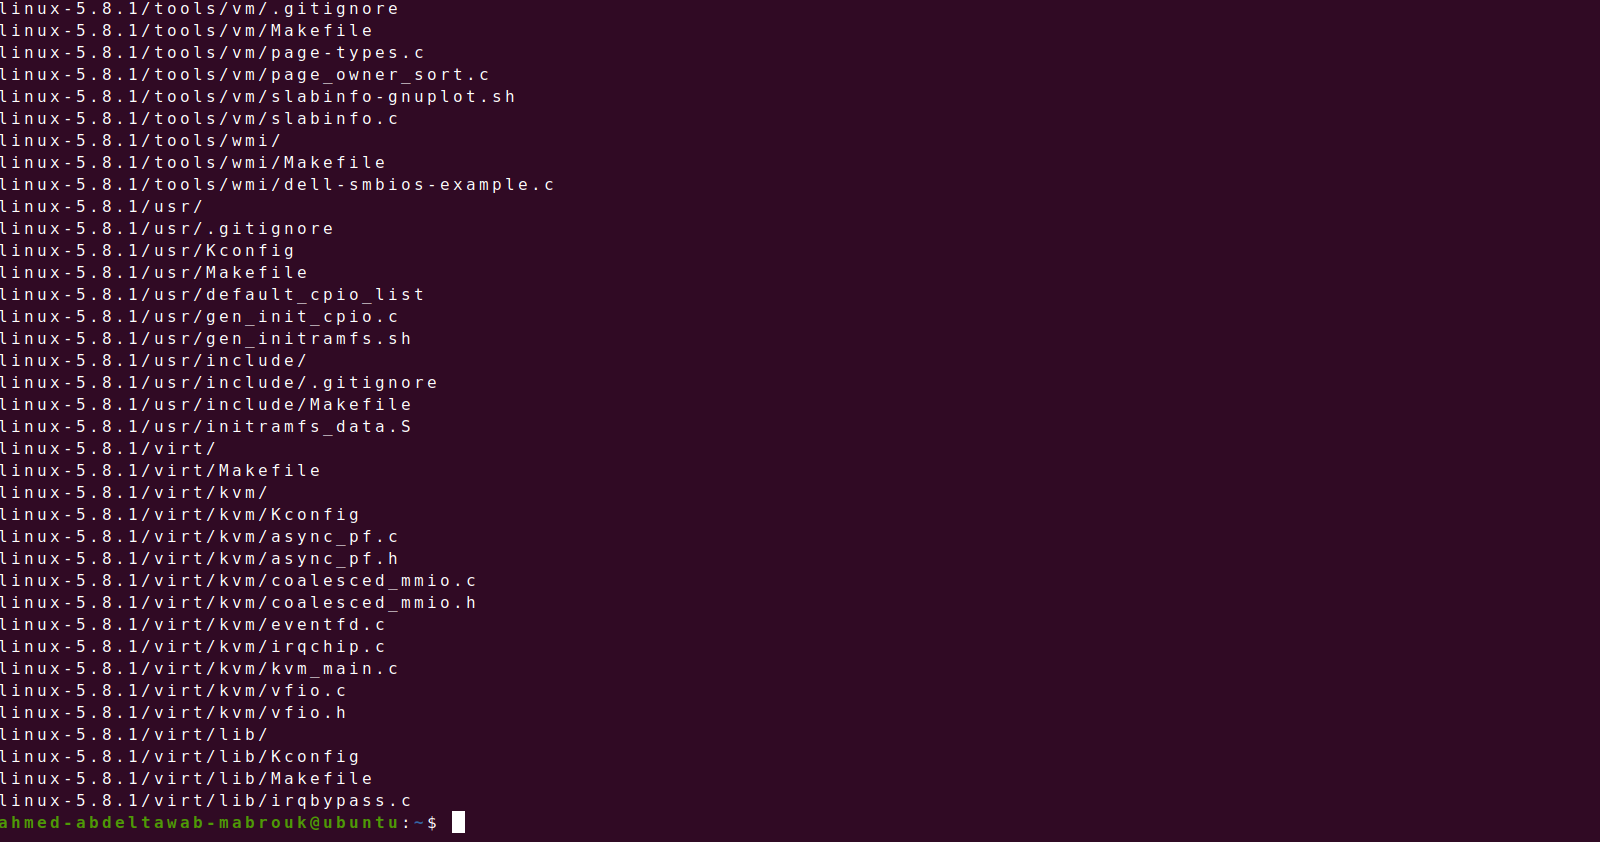 linux-5.8.1/tools/vm/.gitignore
linux-5.8.1/tools/vm/Makefile
linux-5.8.1/tools/vm/page-types.c
linux-5.8.1/tools/vm/page_owner_sort.c
linux-5.8.1/tools/vm/slabinfo-gnuplot.sh
linux-5.8.1/tools/vm/slabinfo.c
linux-5.8.1/tools/wmi/
linux-5.8.1/tools/wmi/Makefile
linux-5.8.1/tools/wmi/dell-smbios-example.c
linux-5.8.1/usr/
linux-5.8.1/usr/.gitignore
linux-5.8.1/usr/Kconfig
linux-5.8.1/usr/Makefile
linux-5.8.1/usr/default_cpio_list
linux-5.8.1/usr/gen_init_cpio.c
linux-5.8.1/usr/gen_initramfs.sh
linux-5.8.1/usr/include/
linux-5.8.1/usr/include/.gitignore
linux-5.8.1/usr/include/Makefile
linux-5.8.1/usr/initramfs_data.S
linux-5.8.1/virt/
linux-5.8.1/virt/Makefile
linux-5.8.1/virt/kvm/
linux-5.8.1/virt/kvm/Kconfig
linux-5.8.1/virt/kvm/async_pf.c
linux-5.8.1/virt/kvm/async_pf.h
linux-5.8.1/virt/kvm/coalesced_mmio.c
linux-5.8.1/virt/kvm/coalesced_mmio.h
linux-5.8.1/virt/kvm/eventfd.c
linux-5.8.1/virt/kvm/irqchip.c
linux-5.8.1/virt/kvm/kvm_main.c
linux-5.8.1/virt/kvm/vfio.c
linux-5.8.1/virt/kvm/vfio.h
linux-5.8.1/virt/lib/
linux-5.8.1/virt/lib/Kconfig
linux-5.8.1/virt/lib/Makefile
linux-5.8.1/virt/lib/irqbypass.c
ahmed-abdeltawab-mabrouk@ubuntu:~$